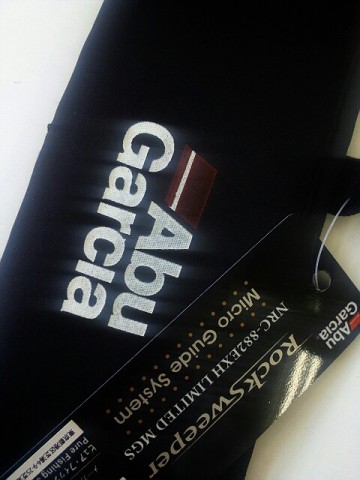 Abu
Garcia
Abu
Garcia
RockSweeper
NRC-882EXH LIMITED MGS
Micro Guide System
Pure Fishing